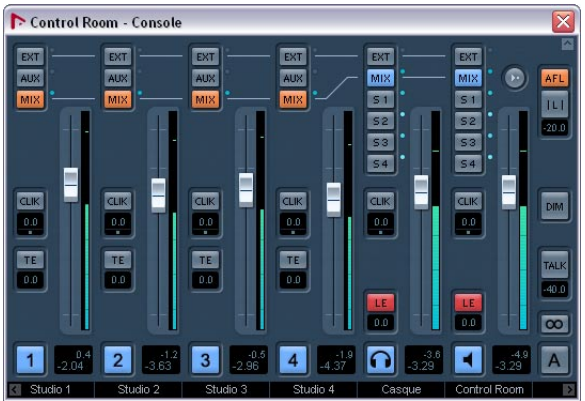 Control Room - Console
EXT EXT EXT EXT EXT EXT
AUX AUX AUX AUX MIX MIX AFL
MIX MIX MIX MIX S 1 S 1 |L|
S 2 S 2 -20.0
S 3 S 3
S 4 S 4
CLIK CLIK CLIK CLIK CLIK CLIK DIM
0.0 0.0 0.0 0.0 0.0 0.0
TE TE TE TE TALK
0.0 0.0 0.0 0.0 -40.0
LE LE
0.0 0.0
1 0.4 2 -1.2 3 -0.5 4 -1.9 -3.6 -4.9 A
-2.04 -3.63 -2.96 -4.37 -3.29 -3.29
Studio 1 Studio 2 Studio 3 Studio 4 Casque Control Room